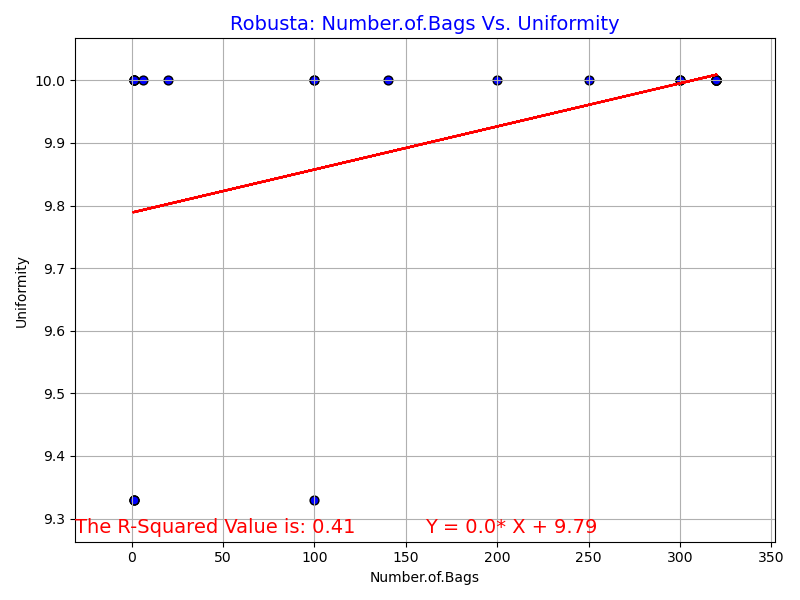 Robusta: Number.of.Bags Vs. Uniformity
10.0
9.9
9.8
9.7
9.6
9.5
9.4
9.3
Uniformity
The R-Squared Value is: 0.41 Y = 0.0* X + 9.79
0 50 100 150 200 250 300 350
Number.of.Bags